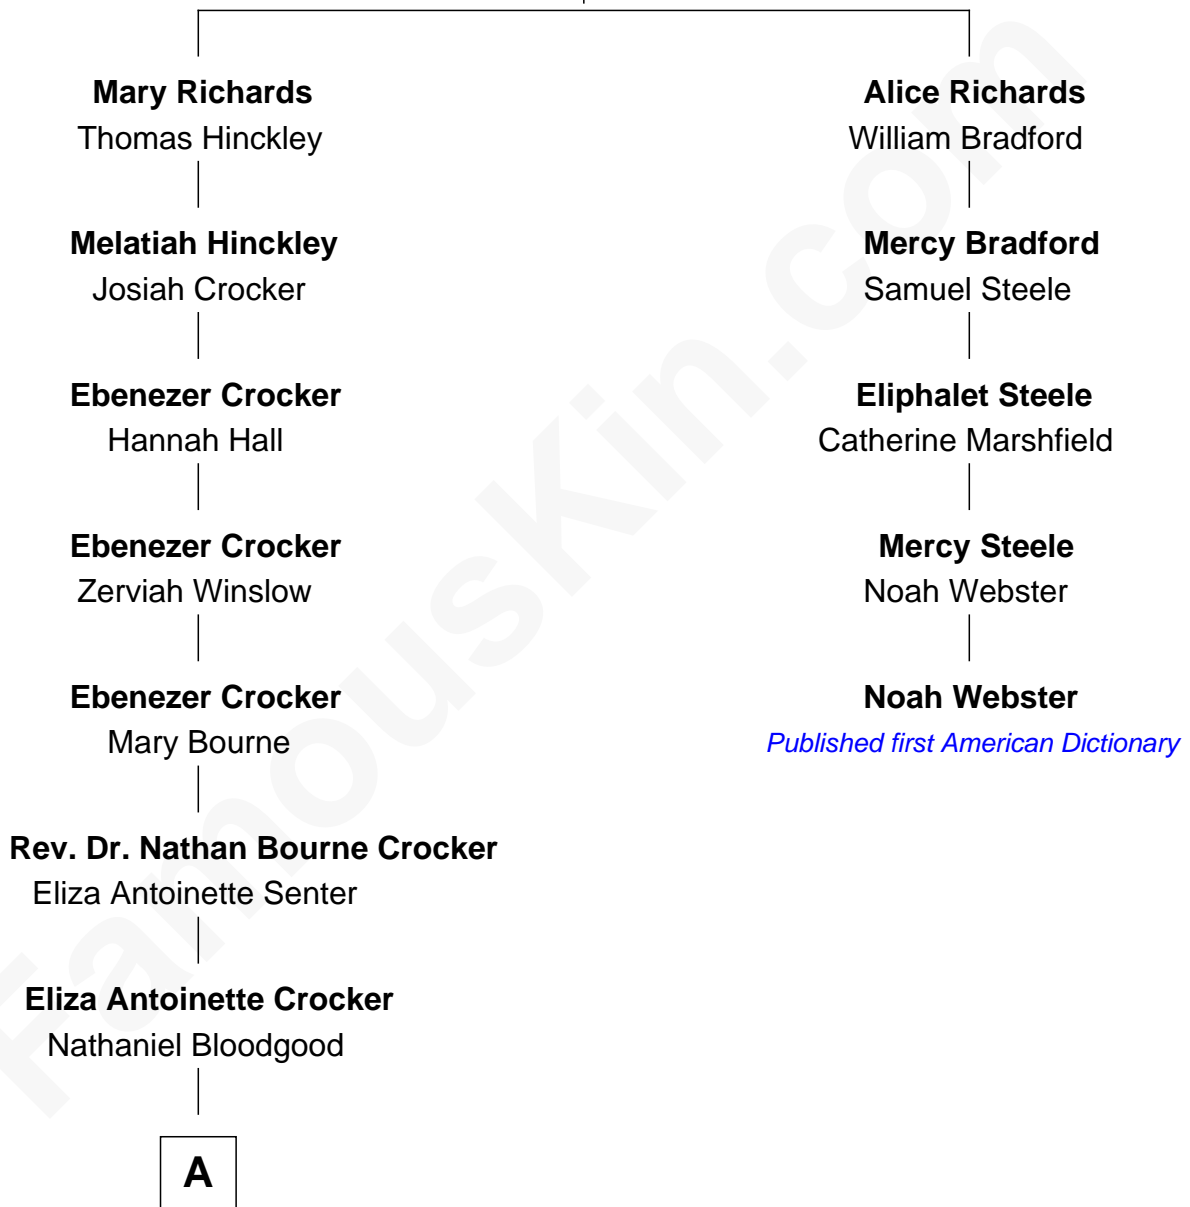 Mary Richards
Thomas Hinckley
Melatiah Hinckley
Josiah Crocker
Ebenezer Crocker
Hannah Hall
Ebenezer Crocker
Zerviah Winslow
Ebenezer Crocker
Mary Bourne
Rev. Dr. Nathan Bourne Crocker
Eliza Antoinette Senter
Eliza Antoinette Crocker
Nathaniel Bloodgood
A
Alice Richards
William Bradford
Mercy Bradford
Samuel Steele
Eliphalet Steele
Catherine Marshfield
Mercy Steele
Noah Webster
Noah Webster
Published first American Dictionary
FamousKin.com